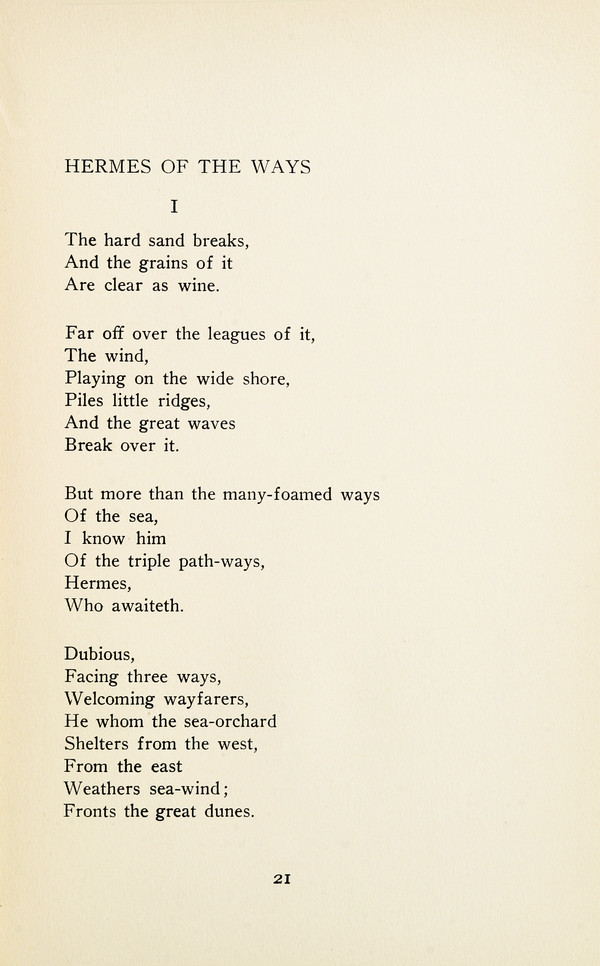 HERMES OF THE WAYS
I
The hard sand breaks,
And the grains of it
Are clear as wine.
Far off over the leagues of it,
The wind,
Playing on the wide shore,
Piles little ridges,
And the great waves
Break over it.
But more than the many-foamed ways
Of the sea,
I know him
Of the triple path-ways,
Hermes,
Who awaiteth.
Dubious,
Facing three ways,
Welcoming wayfarers,
He whom the sea-orchard
Shelters from the west,
From the east
Weathers sea-wind;
Fronts the great dunes.
21